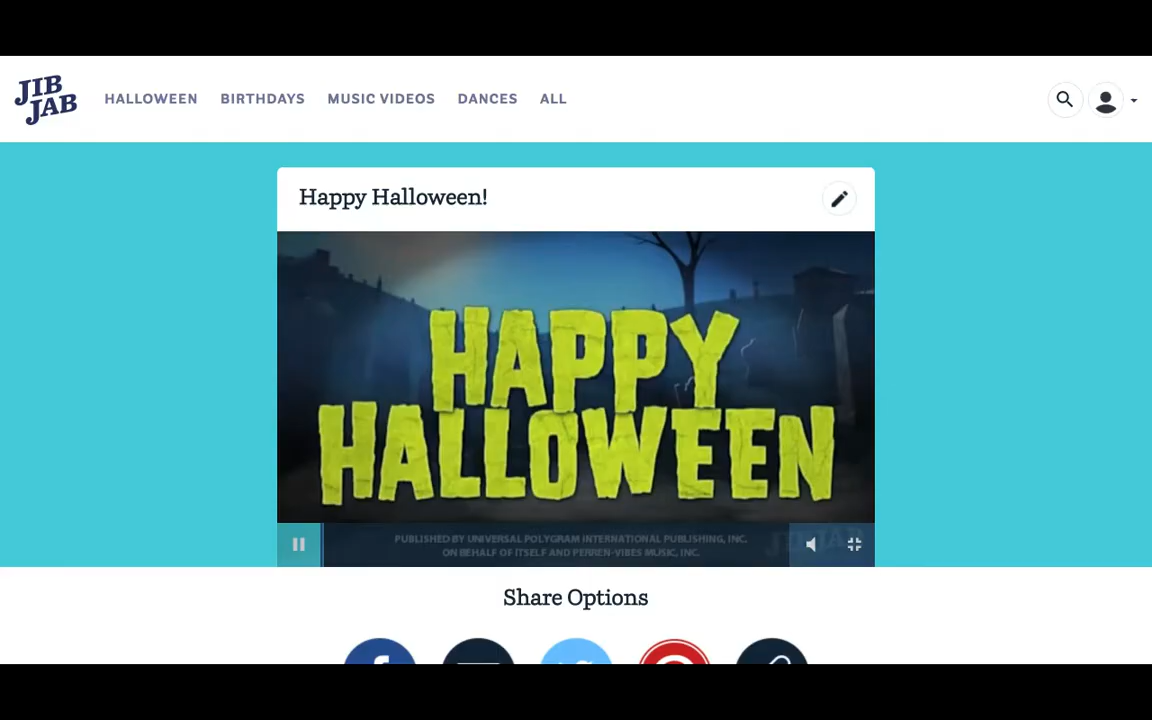 JIB
JAB
HALLOWEEN BIRTHDAYS MUSIC VIDEOS DANCES ALL
Happy Halloween!
HAPPY
HALLOWEEN
PUBLISHED BY UNIVERSAL POLYGRAM INTERNATIONAL PUBLISHING, INC.
ON BEHALF OF ITSELF AND PERREN-VIBES MUSIC, INC.
JIBJAB
Share Options